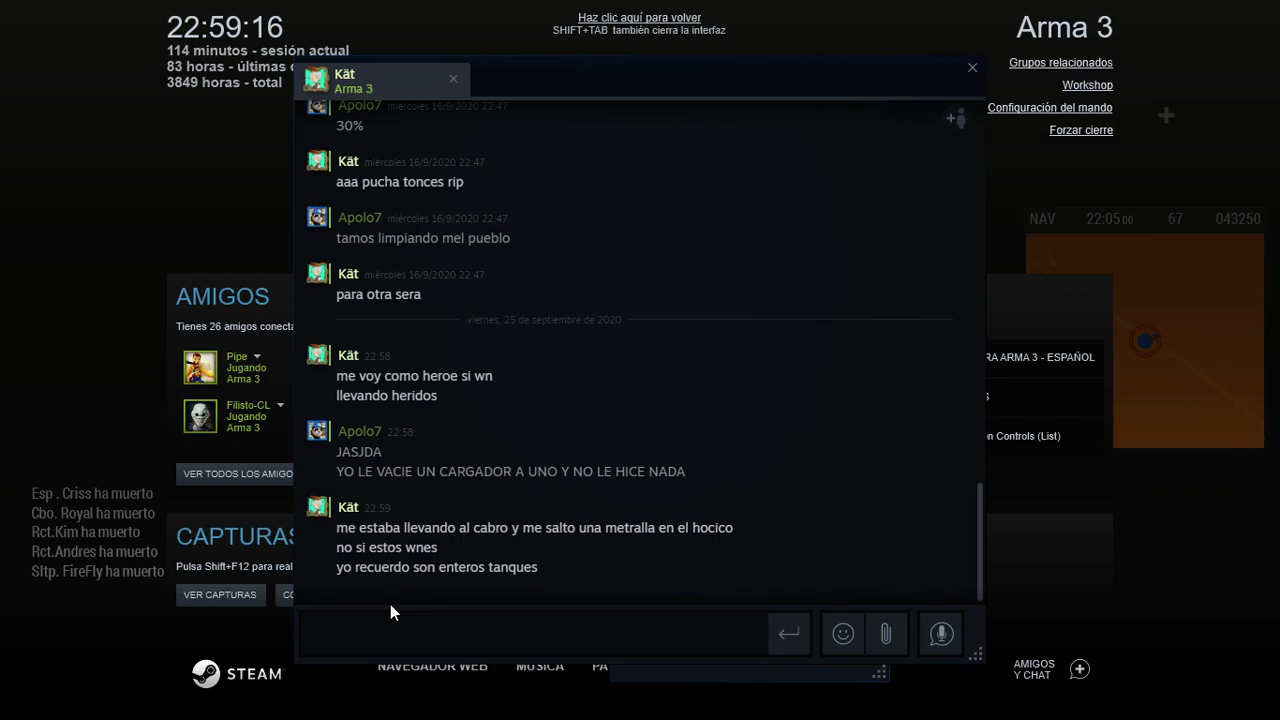 22:59:16
114 minutos - sesión actual
83 horas - últimas
3849 horas - total
Haz clic aquí para volver
SHIFT+TAB también cierra la interfaz
Arma 3
Grupos relacionados
Workshop
Configuración del mando
Forzar cierre
Kät
Arma 3
Apolo7 miércoles 16/9/2020 22:47
30%
Kät miércoles 16/9/2020 22:47
aaa pucha tonces rip
Apolo7 miércoles 16/9/2020 22:47
tamos limpiando mel pueblo
Kät miércoles 16/9/2020 22:47
para otra sera
viernes, 25 de septiembre de 2020
Kät 22:58
me voy como heroe si wn
llevando heridos
Apolo7 22:58
JASJDA
YO LE VACIE UN CARGADOR A UNO Y NO LE HICE NADA
Kät 22:59
me estaba llevando al cabro y me salto una metralla en el hocico
no si estos wnes
yo recuerdo son enteros tanques
NAV 22:05 00 67 043250
AMIGOS
Tienes 26 amigos
Pipe
Jugando
Arma 3
Filisto-CL
Jugando
Arma 3
VER TODOS LOS
ARMA 3 - ESPAÑOL
Controls (List)
Esp . Criss ha muerto
Cbo. Royal ha muerto
Rct.Kim ha muerto
Rct.Andres ha muerto
Sltp. FireFly ha muerto
CAPTURAS
Pulsa Shift+F12 para
VER CAPTURAS
STEAM
NAVEGADOR WEB
MÚSICA
AMIGOS
Y CHAT